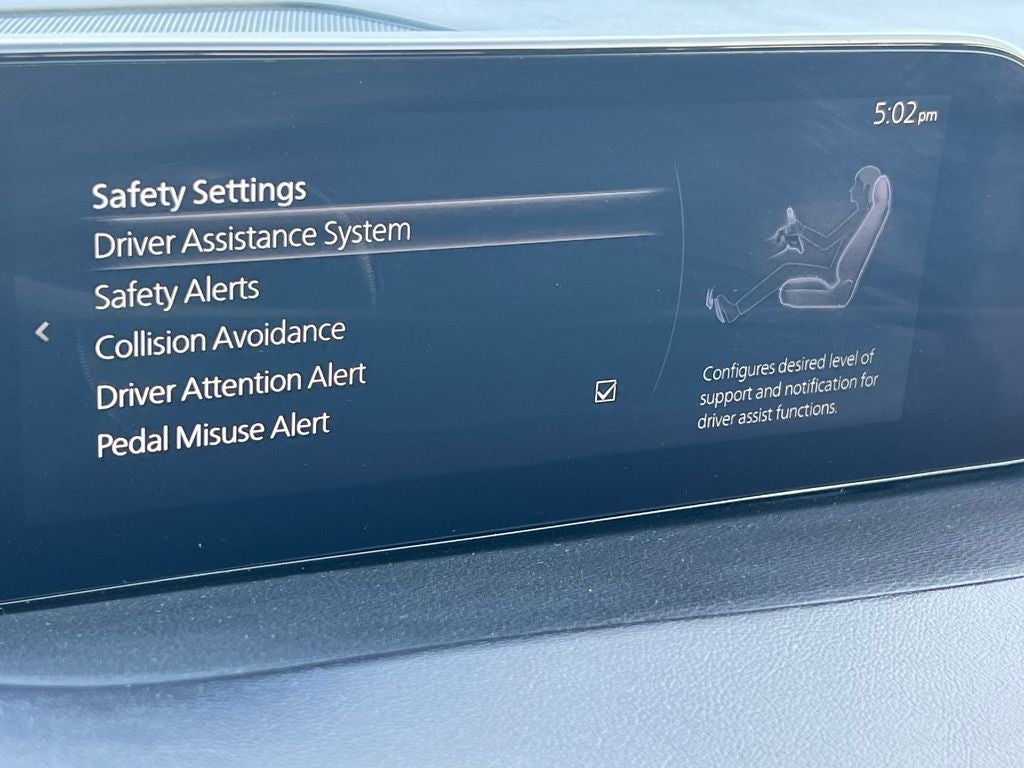 5:02pm
Safety Settings
Driver Assistance System
Safety Alerts
Collision Avoidance
Driver Attention Alert
Pedal Misuse Alert
Configures desired level of
support and notification for
driver assist functions.